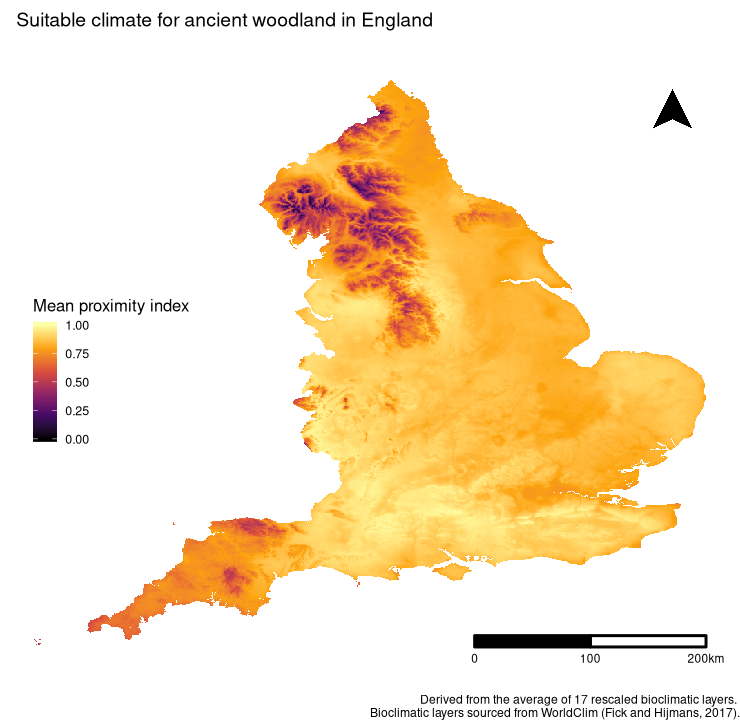 Suitable climate for ancient woodland in England
Mean proximity index
1.00
0.75
0.50
0.25
0.00
0 100 200km
Derived from the average of 17 rescaled bioclimatic layers.
Bioclimatic layers sourced from WorldClim (Fick and Hijmans, 2017).